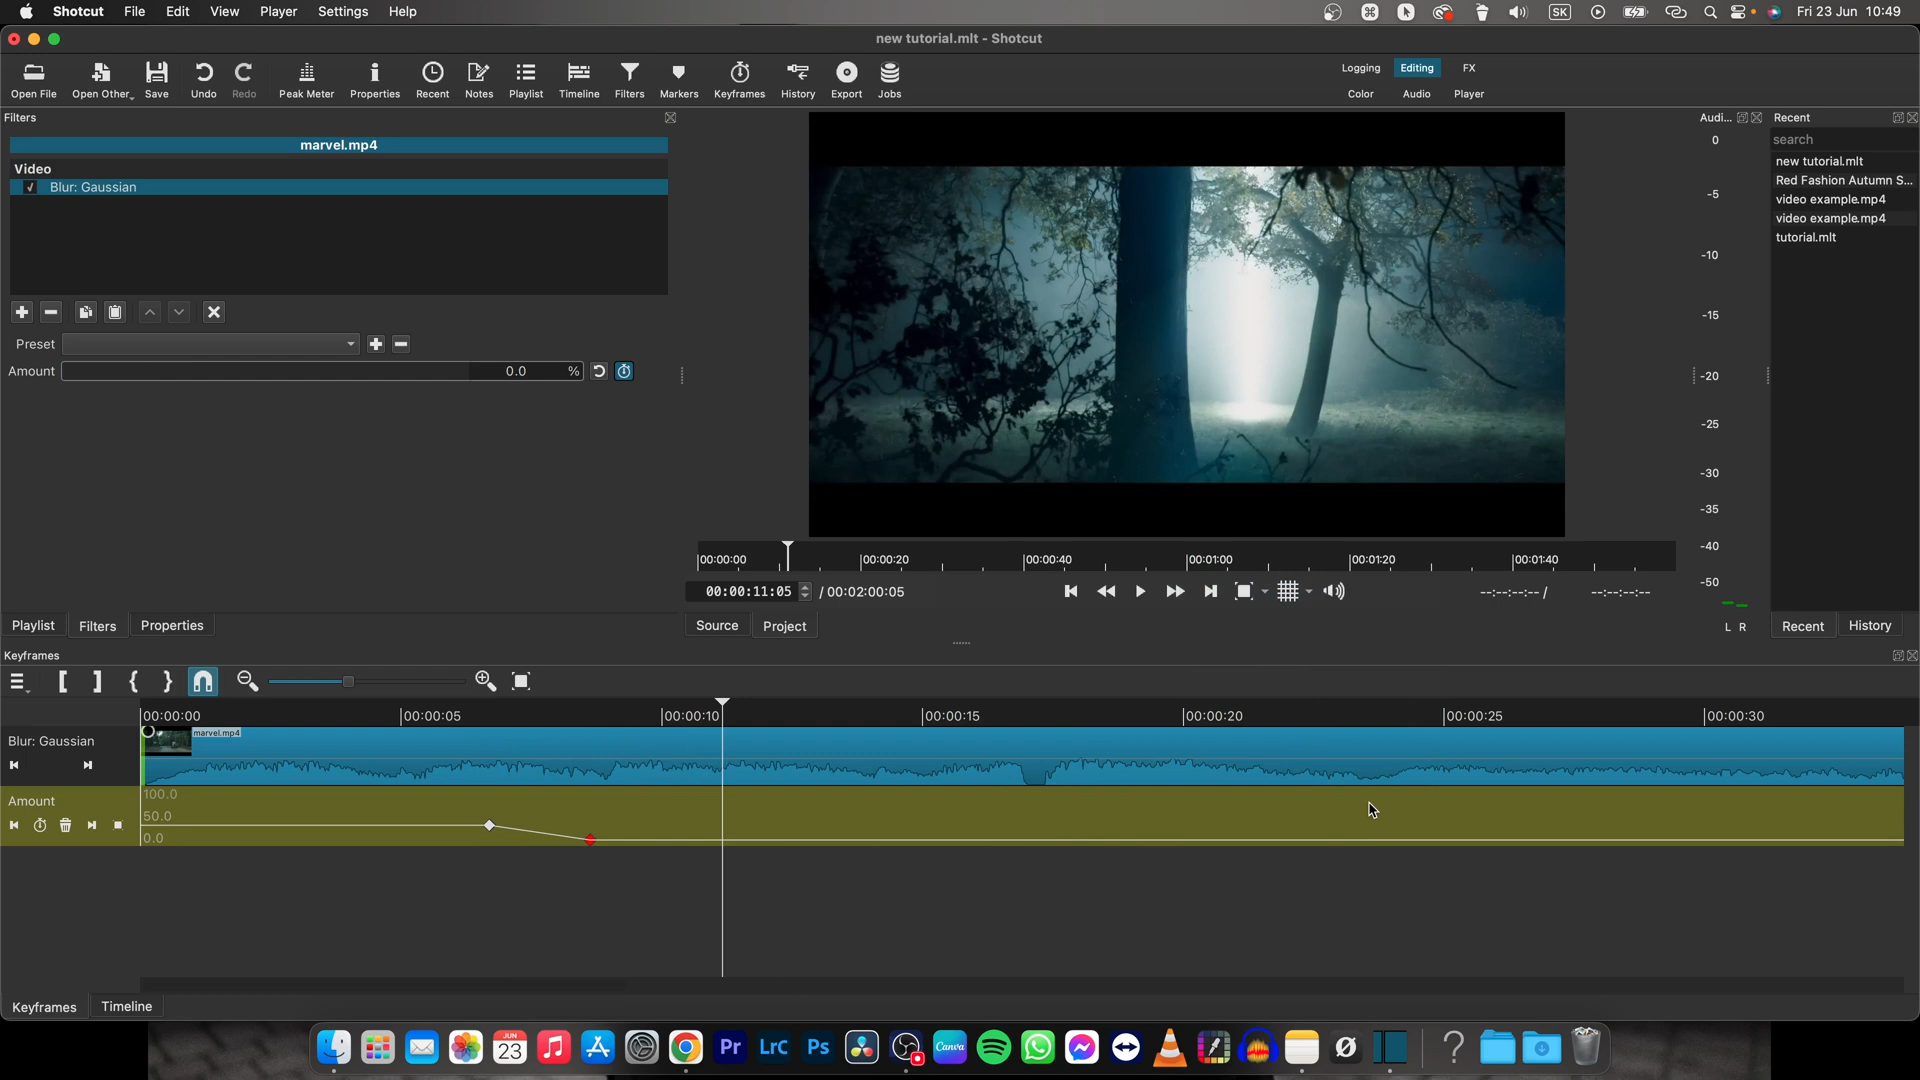 Shotcut File Edit View Player Settings Help SK Fri 23 Jun 10:49
new tutorial.mlt - Shotcut
Open File Open Other Save Undo Redo Peak Meter Properties Recent Notes Playlist Timeline Filters Markers Keyframes History Export Jobs
Logging Editing FX
Color Audio Player
Filters
marvel.mp4
Video
Blur: Gaussian
Preset
Amount 0.0 %
Audi...
0
-5
-10
-15
-20
-25
-30
-35
-40
-50
L R
Recent
search
new tutorial.mlt
Red Fashion Autumn S...
video example.mp4
video example.mp4
tutorial.mlt
00:00:00 00:00:20 00:00:40 00:01:00 00:01:20 00:01:40
00:00:11:05 / 00:02:00:05 --:--:--:-- / --:--:--:--
Playlist Filters Properties
Source Project
Recent History
Keyframes
00:00:00 00:00:05 00:00:10 00:00:15 00:00:20 00:00:25 00:00:30
Blur: Gaussian
marvel.mp4
Amount
100.0
50.0
0.0
Keyframes Timeline
JUN
23
Pr LrC Ps Canva